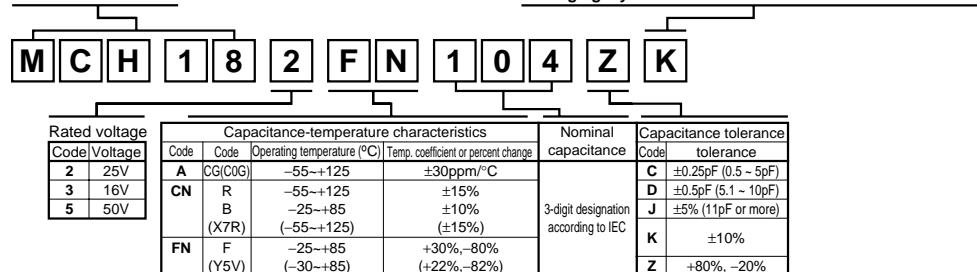 M C H 1 8 2 F N 1 0 4 Z K
Rated voltage
Code Voltage
2 25V
3 16V
5 50V
Capacitance-temperature characteristics
Code Code Operating temperature (°C) Temp. coefficient or percent change
A CG(C0G) −55~+125 ±30ppm/°C
CN R −55~+125 ±15%
B −25~+85 ±10%
(X7R) (−55~+125) (±15%)
FN F −25~+85 +30%,−80%
(Y5V) (−30~+85) (+22%,−82%)
Nominal
capacitance
3-digit designation
according to IEC
Capacitance tolerance
Code tolerance
C ±0.25pF (0.5 ~ 5pF)
D ±0.5pF (5.1 ~ 10pF)
J ±5% (11pF or more)
K ±10%
Z +80%, −20%